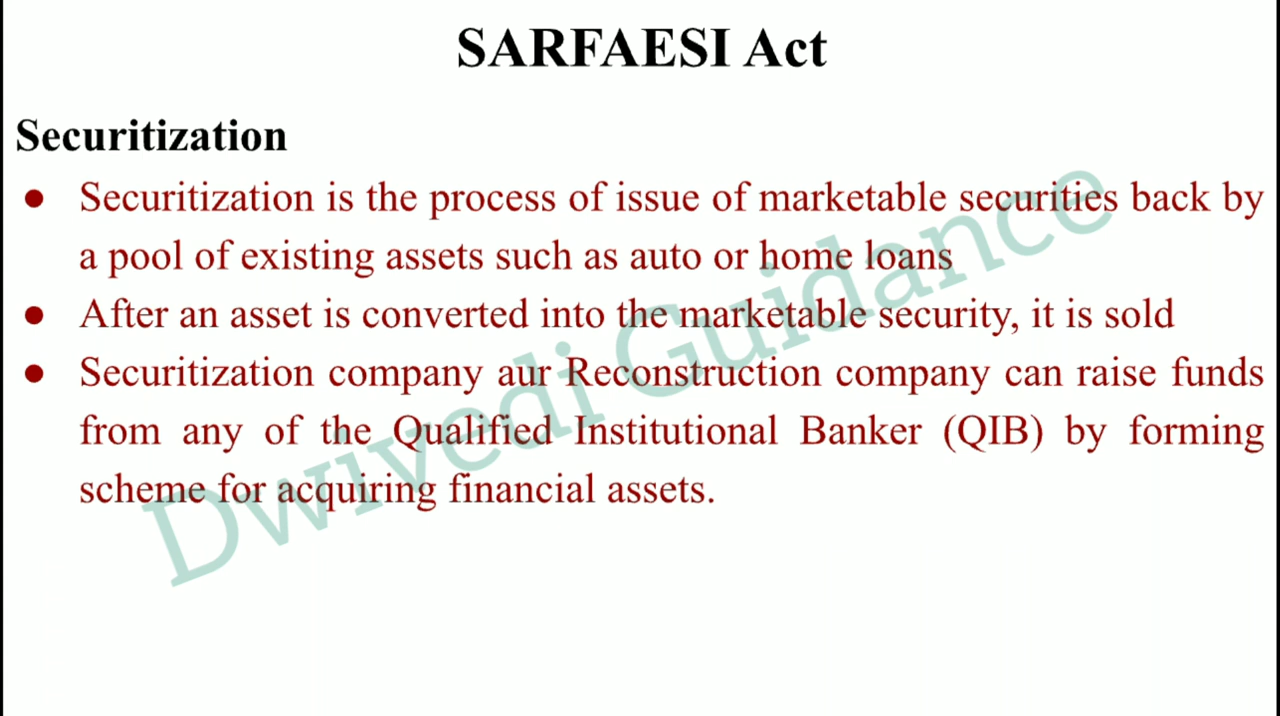 SARFAESI Act
Securitization
● Securitization is the process of issue of marketable securities back by
a pool of existing assets such as auto or home loans
● After an asset is converted into the marketable security, it is sold
● Securitization company aur Reconstruction company can raise funds
from any of the Qualified Institutional Banker (QIB) by forming
scheme for acquiring financial assets.
Dwivedi Guidance